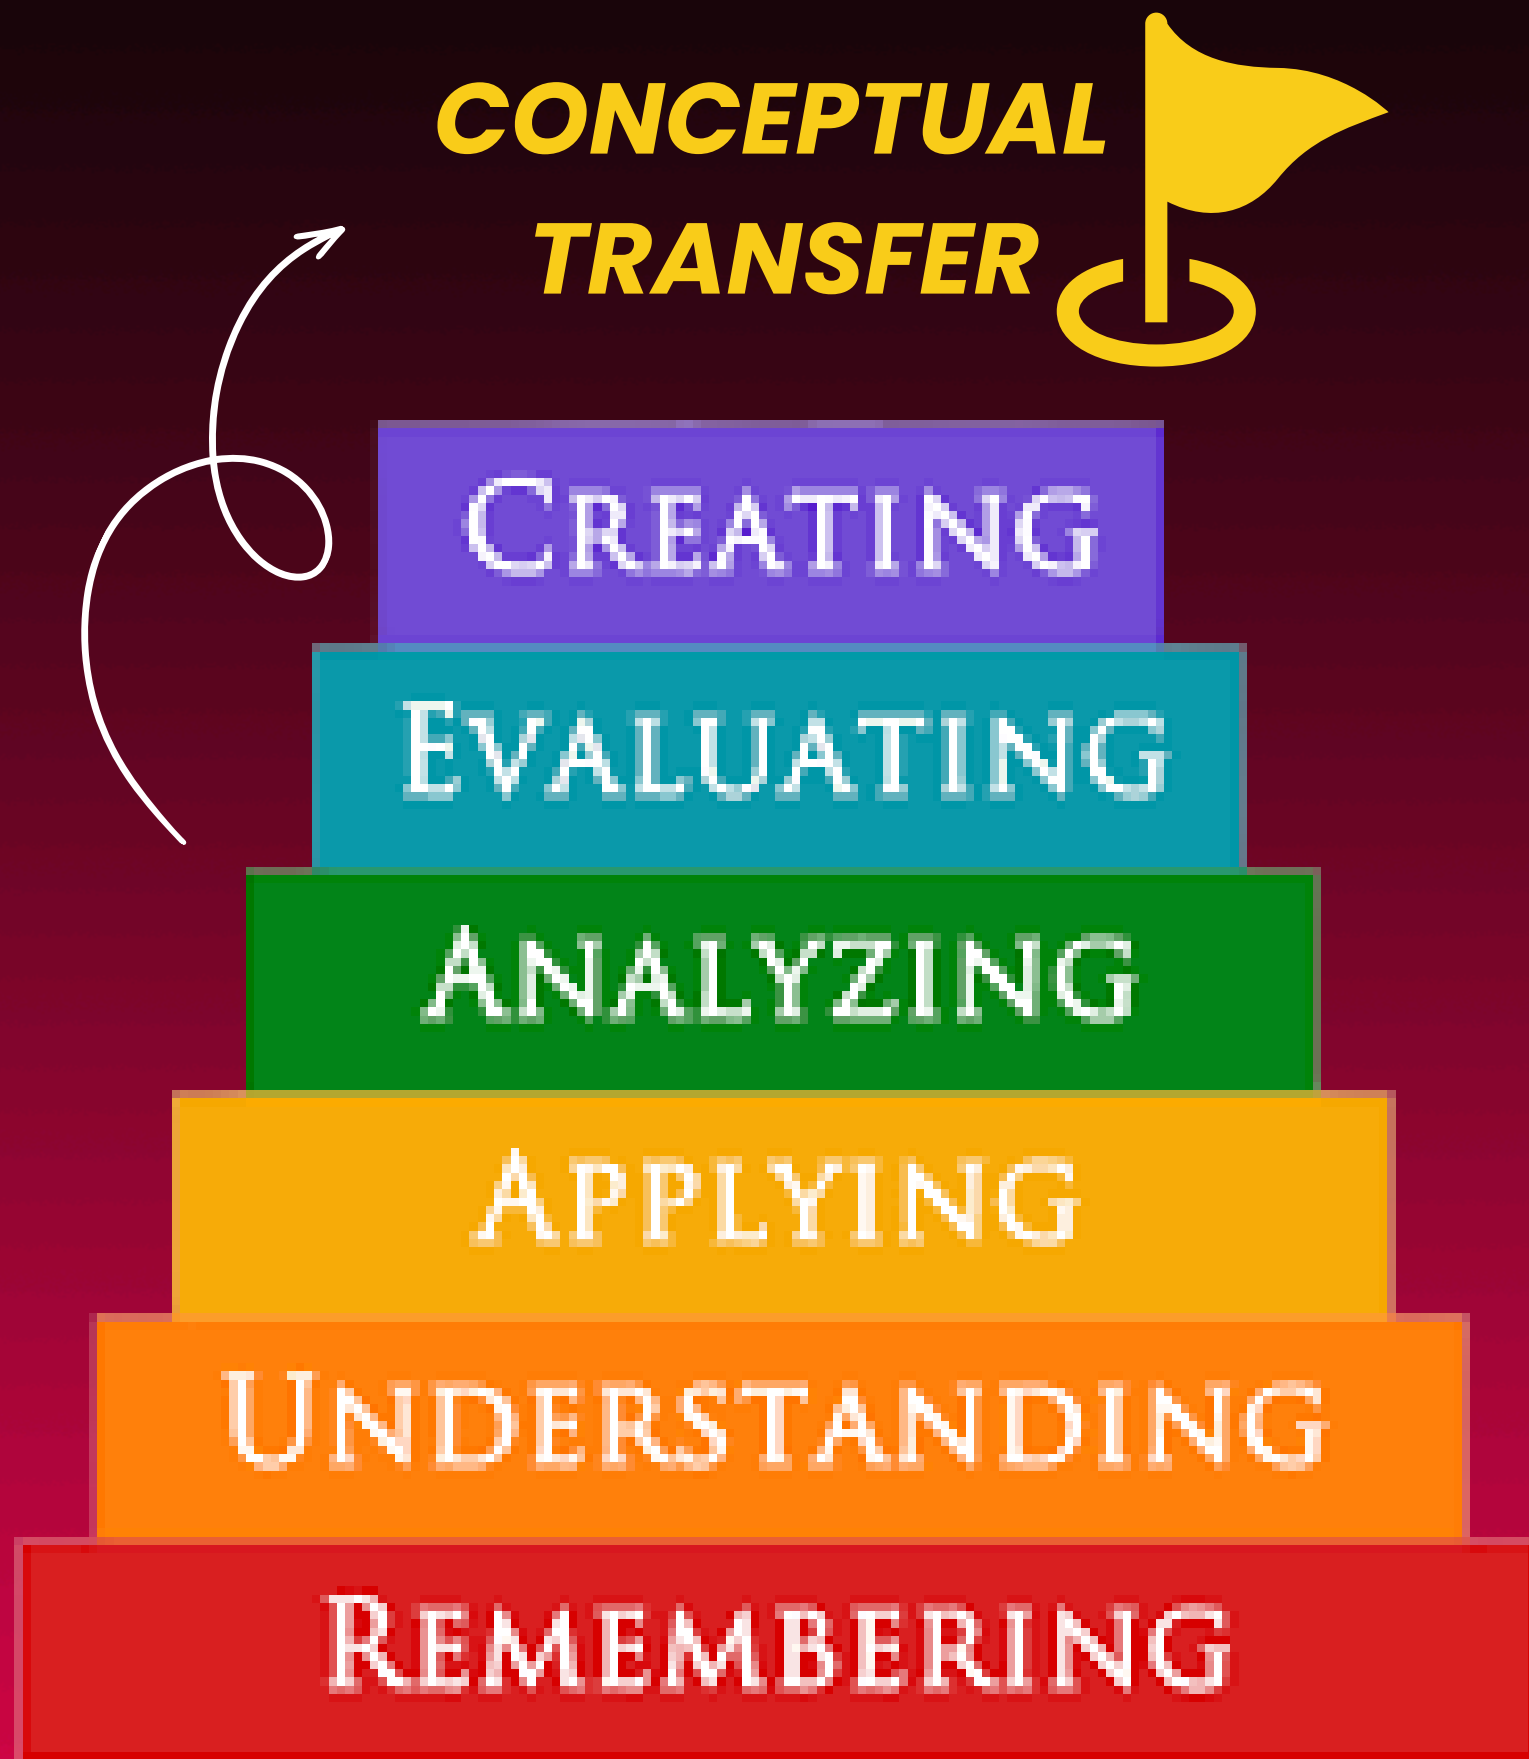 CONCEPTUAL
TRANSFER
CREATING
EVALUATING
ANALYZING
APPLYING
UNDERSTANDING
REMEMBERING